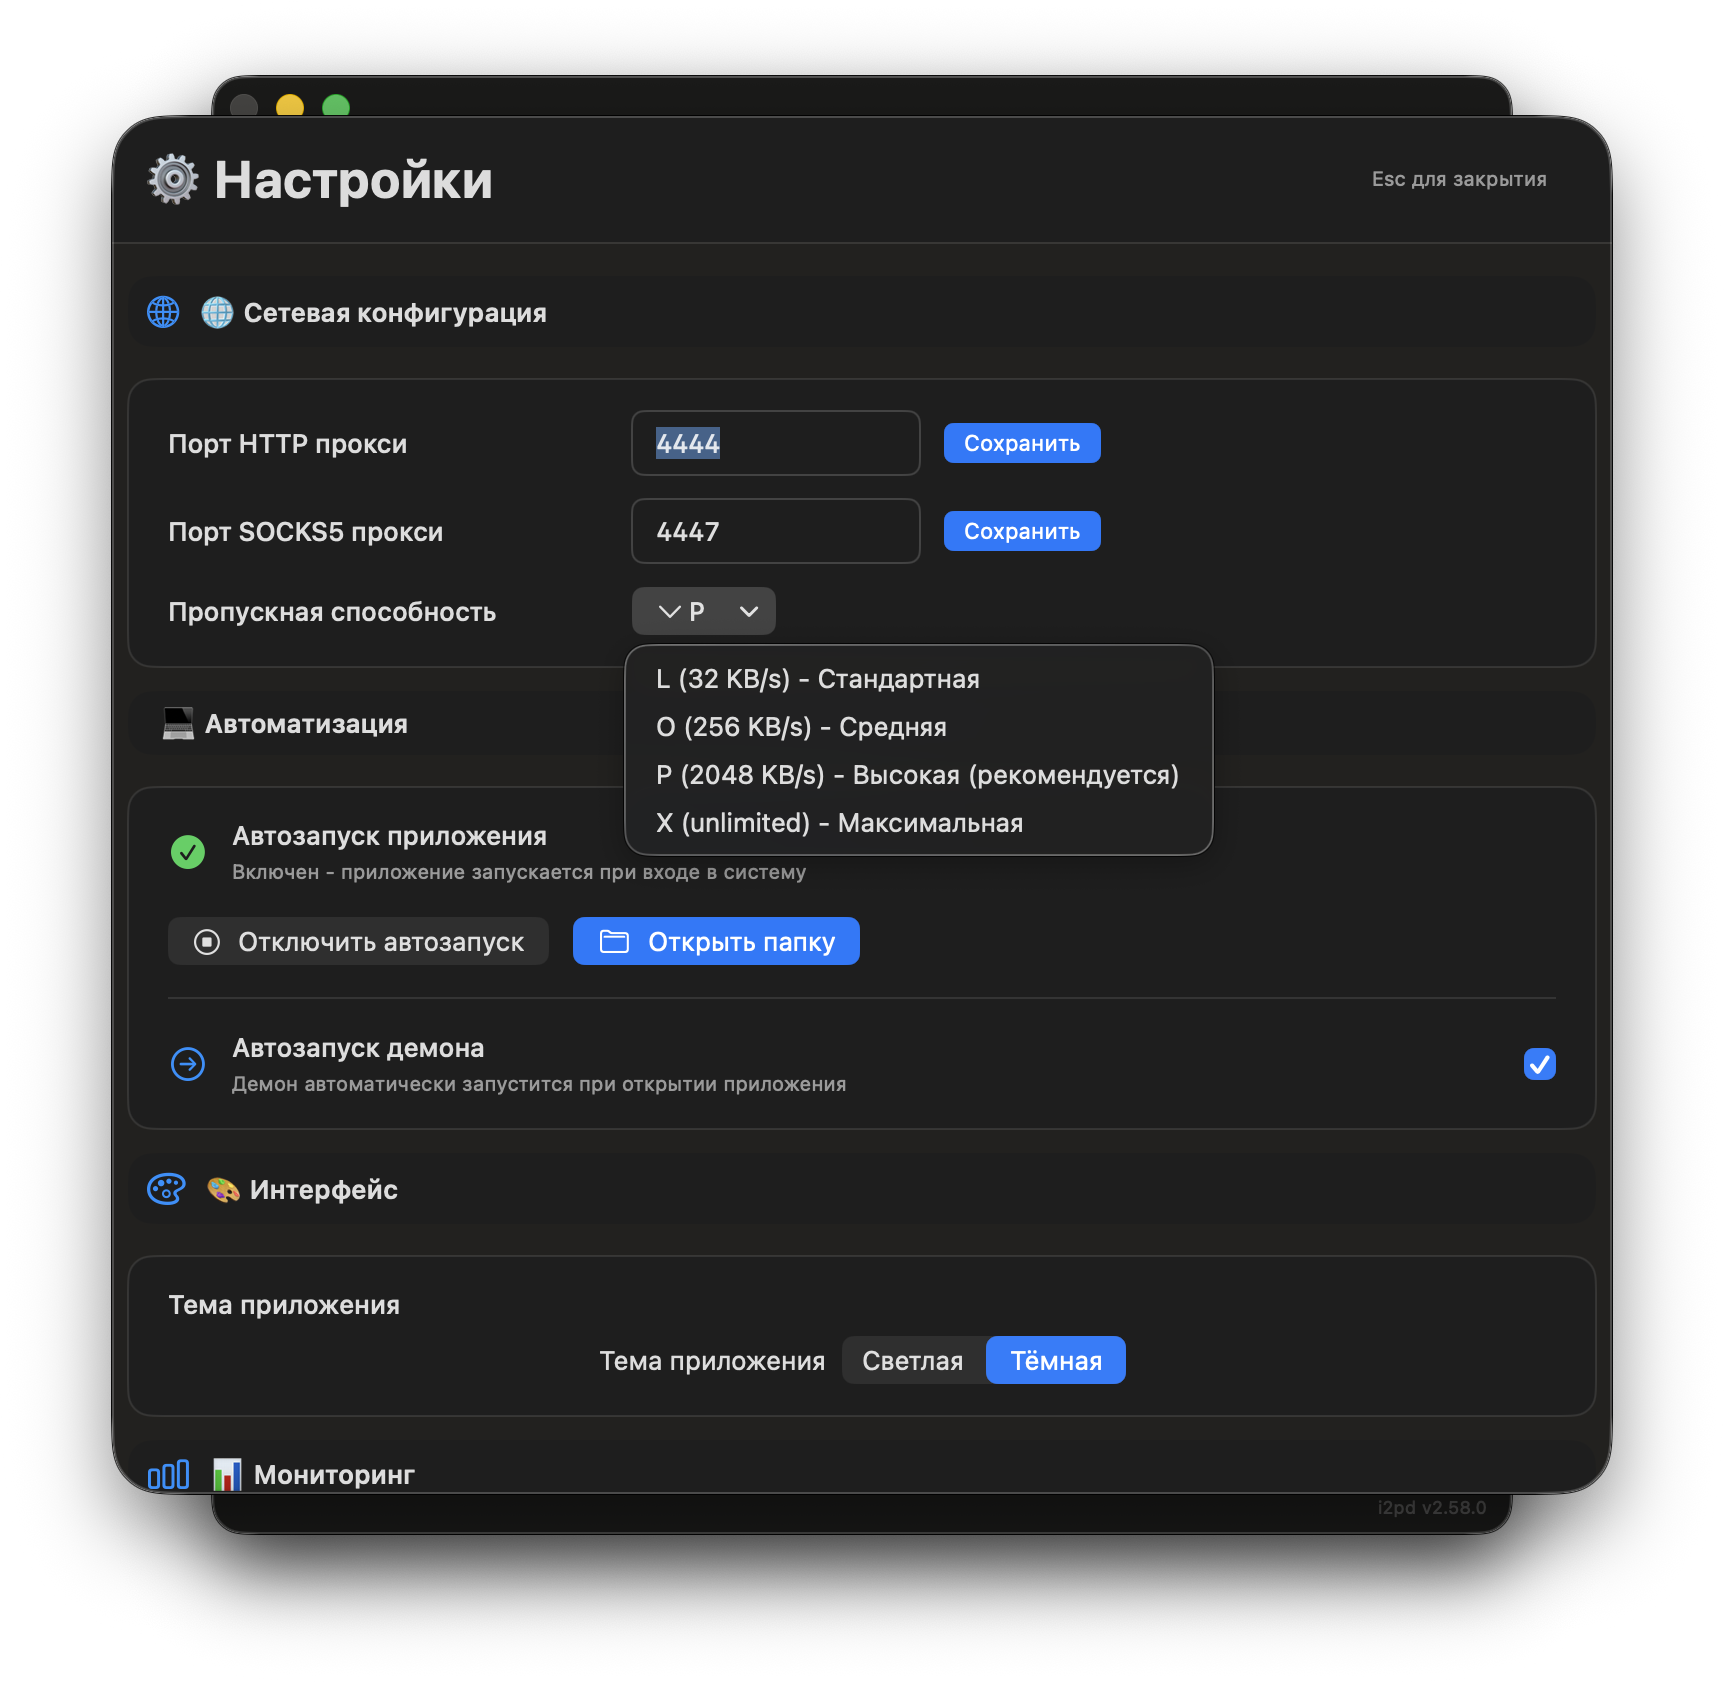 Настройки
Esc для закрытия
Сетевая конфигурация
Порт HTTP прокси
4444
Сохранить
Порт SOCKS5 прокси
4447
Сохранить
Пропускная способность
P
L (32 KB/s) - Стандартная
O (256 KB/s) - Средняя
P (2048 KB/s) - Высокая (рекомендуется)
X (unlimited) - Максимальная
Автоматизация
Автозапуск приложения
Включен - приложение запускается при входе в систему
Отключить автозапуск
Открыть папку
Автозапуск демона
Демон автоматически запустится при открытии приложения
Интерфейс
Тема приложения
Тема приложения
Светлая
Тёмная
Мониторинг
i2pd v2.58.0